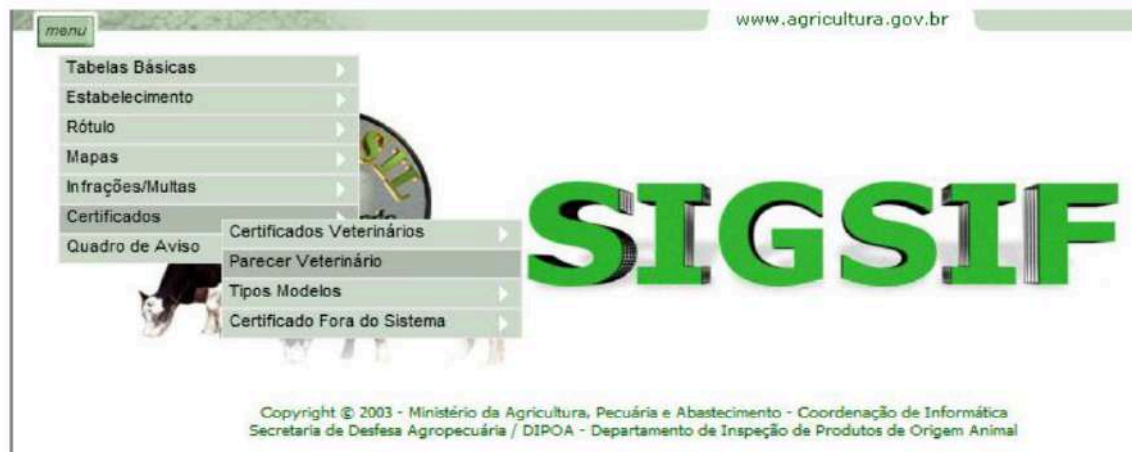 www.agricultura.gov.br
menu
Tabelas Básicas
Estabelecimento
Rótulo
Mapas
Infrações/Multas
Certificados
Quadro de Aviso
Certificados Veterinários
Parecer Veterinário
Tipos Modelos
Certificado Fora do Sistema
SIGSIF
Copyright © 2003 - Ministério da Agricultura, Pecuária e Abastecimento - Coordenação de Informática
Secretaria de Desfesa Agropecuária / DIPOA - Departamento de Inspeção de Produtos de Origem Animal